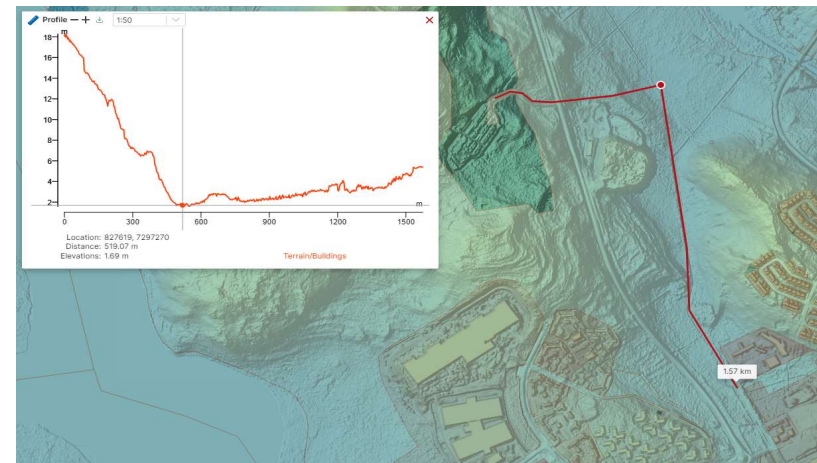 Profile 1:50
m
18
16
14
12
10
8
6
4
2
m
0 300 600 900 1200 1500
Location: 827619, 7297270
Distance: 519.07 m
Elevations: 1.69 m
Terrain/Buildings
1.57 km